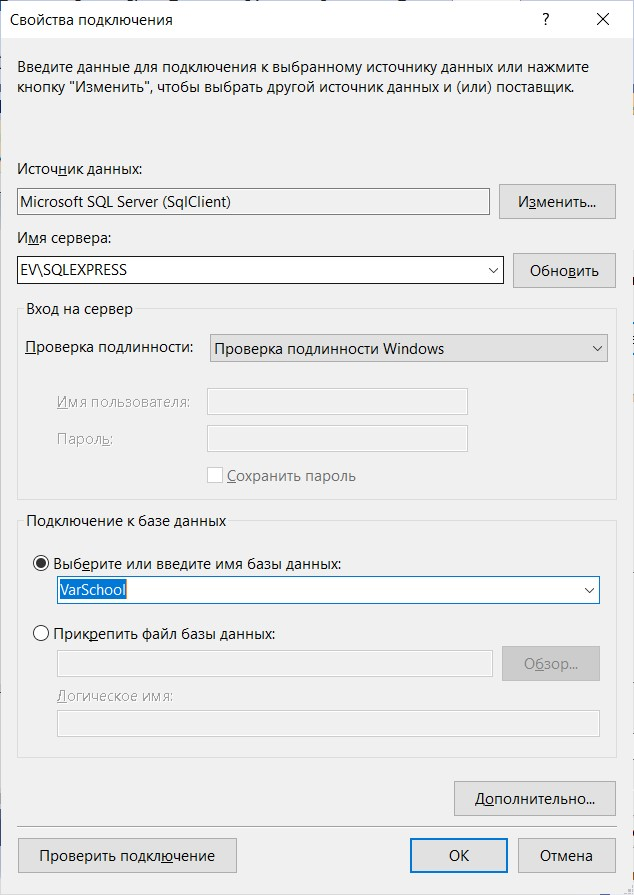 Свойства подключения
?
Введите данные для подключения к выбранному источнику данных или нажмите
кнопку "Изменить", чтобы выбрать другой источник данных и (или) поставщик.
Источник данных:
Microsoft SQL Server (SqlClient)
Изменить...
Имя сервера:
EV\SQLEXPRESS
Обновить
Вход на сервер
Проверка подлинности:
Проверка подлинности Windows
Имя пользователя:
Пароль:
Сохранить пароль
Подключение к базе данных
Выберите или введите имя базы данных:
VarSchool
Прикрепить файл базы данных:
Обзор...
Логическое имя:
Дополнительно...
Проверить подключение
ОК
Отмена